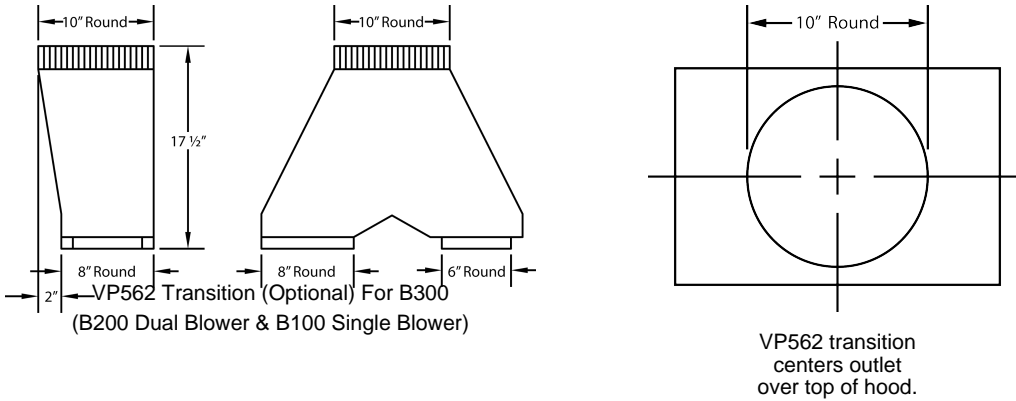 10" Round
10" Round
10" Round
17 ½"
8" Round
8" Round
6" Round
2"
VP562 Transition (Optional) For B300
(B200 Dual Blower & B100 Single Blower)
VP562 transition
centers outlet
over top of hood.